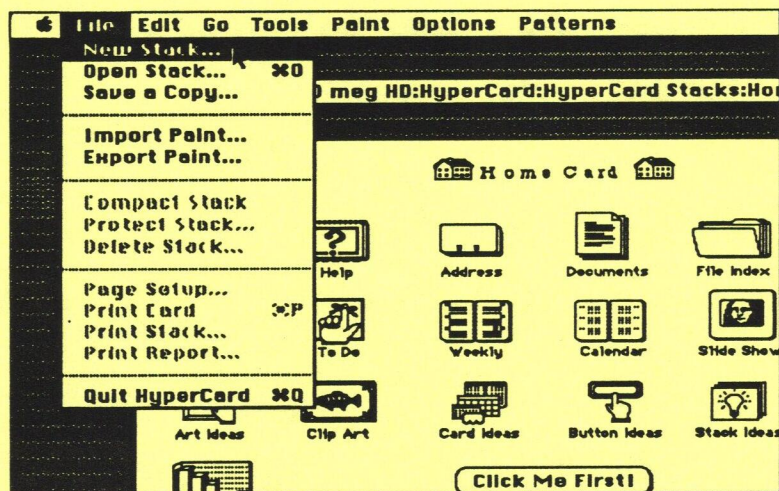 File Edit Go Tools Paint Options Patterns
New Stack...
Open Stack... ⌘O
Save a Copy...
Import Paint...
Export Paint...
Compact Stack
Protect Stack...
Delete Stack...
Page Setup...
Print Card ⌘P
Print Stack...
Print Report...
Quit HyperCard ⌘Q
meg HD:HyperCard:HyperCard Stacks:Ho
Home Card
Help Address Documents File Index
To Do Weekly Calendar Slide Show
Art Ideas Clip Art Card Ideas Button Ideas Stack Ideas
Click Me First!